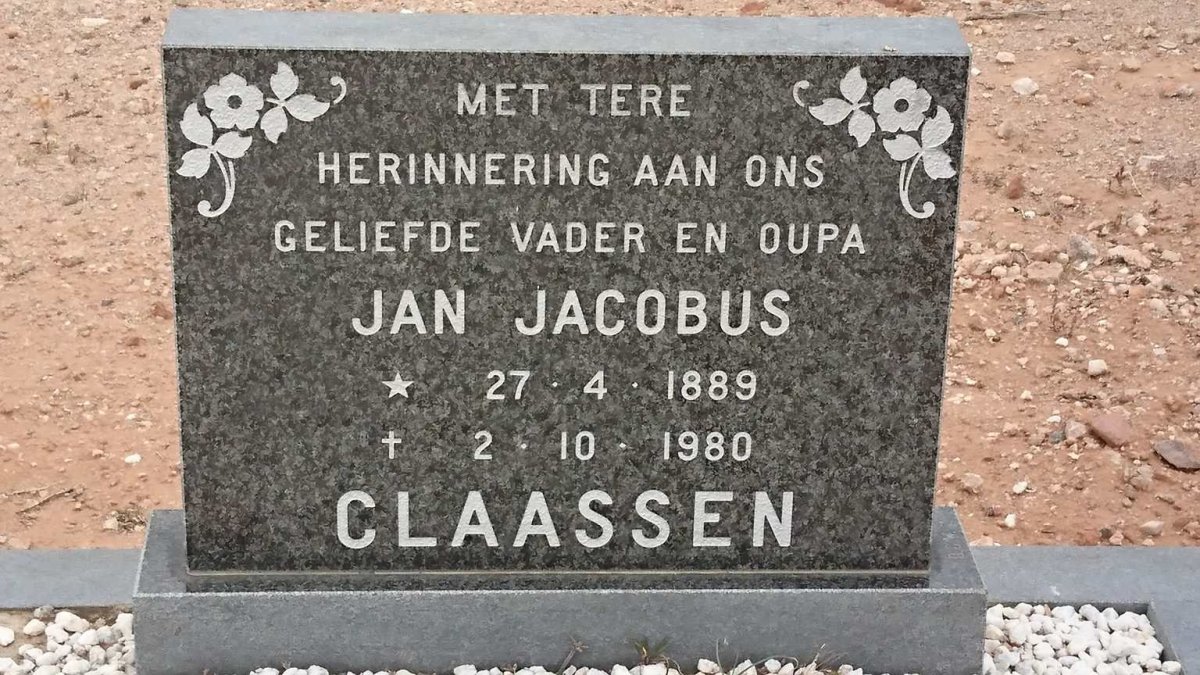 MET TERE
HERINNERING AAN ONS
GELIEFDE VADER EN OUPA
JAN JACOBUS
★ 27 · 4 · 1889
† 2 · 10 · 1980
CLAASSEN